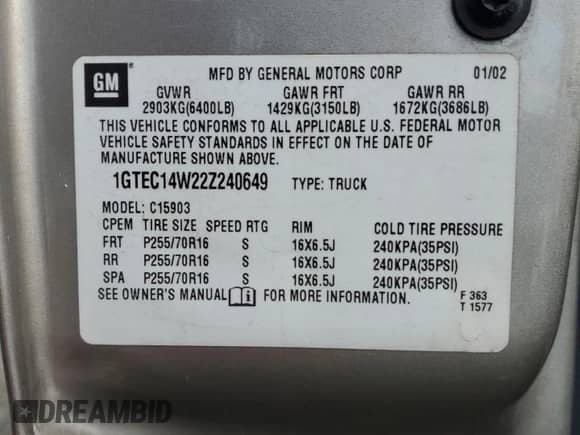 GM
MFD BY GENERAL MOTORS CORP 01/02
GVWR GAWR FRT GAWR RR
2903KG(6400LB) 1429KG(3150LB) 1672KG(3686LB)
THIS VEHICLE CONFORMS TO ALL APPLICABLE U.S. FEDERAL MOTOR
VEHICLE SAFETY STANDARDS IN EFFECT ON THE DATE OF
MANUFACTURE SHOWN ABOVE.
1GTEC14W22Z240649 TYPE: TRUCK
MODEL: C15903
CPEM TIRE SIZE SPEED RTG RIM COLD TIRE PRESSURE
FRT P255/70R16 S 16X6.5J 240KPA(35PSI)
RR P255/70R16 S 16X6.5J 240KPA(35PSI)
SPA P255/70R16 S 16X6.5J 240KPA(35PSI)
SEE OWNER'S MANUAL FOR MORE INFORMATION.
F 363
T 1577
DREAMBID